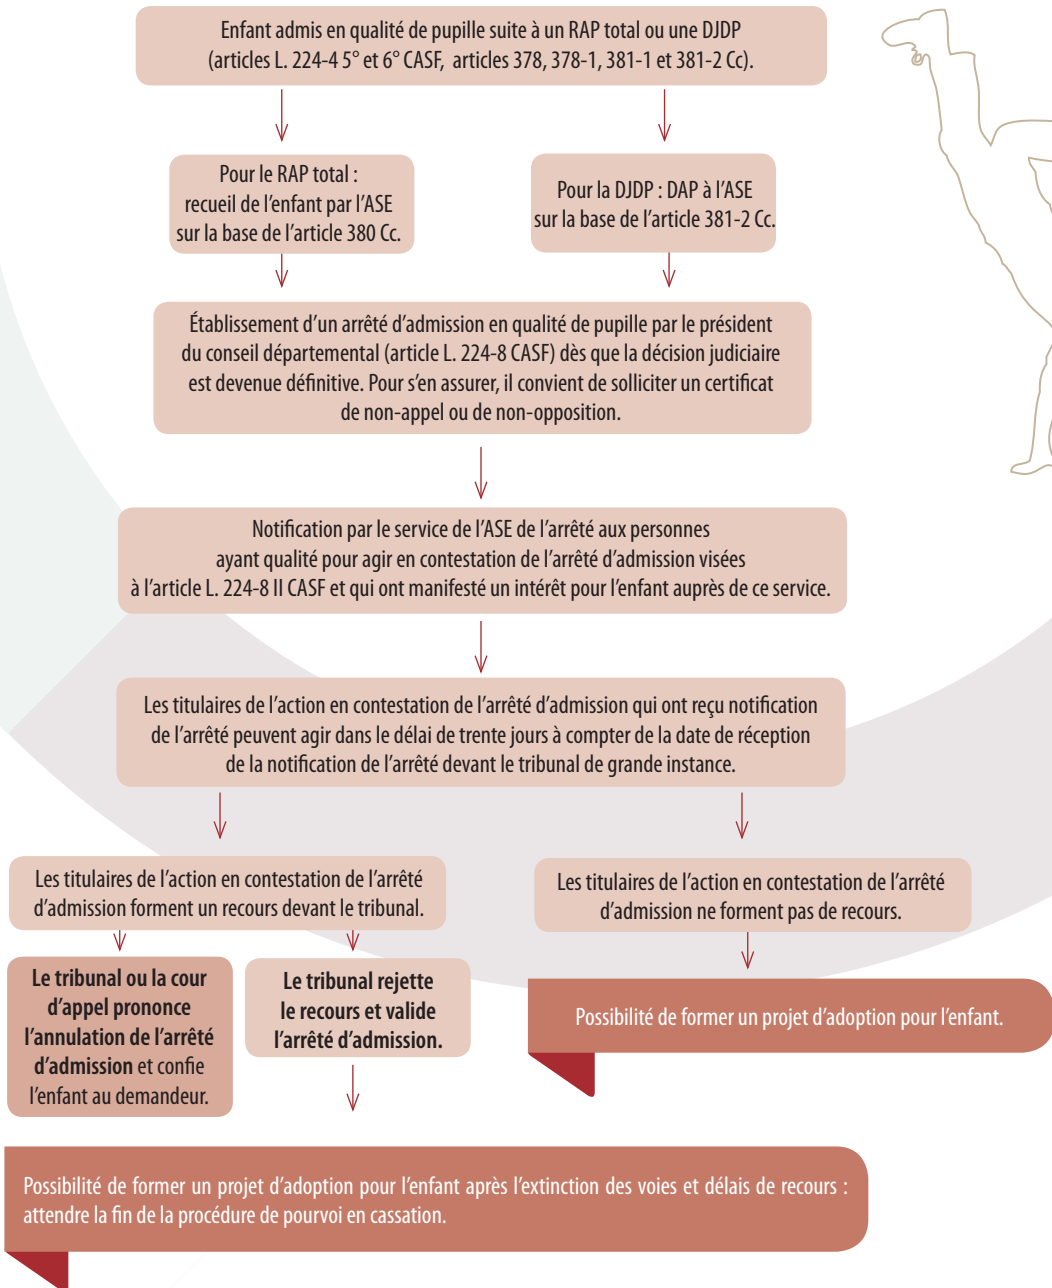 Enfant admis en qualité de pupille suite à un RAP total ou une DJDP
(articles L. 224-4 5° et 6° CASF, articles 378, 378-1, 381-1 et 381-2 Cc).
Pour le RAP total :
recueil de l’enfant par l’ASE
sur la base de l’article 380 Cc.
Pour la DJDP : DAP à l’ASE
sur la base de l’article 381-2 Cc.
Établissement d’un arrêté d’admission en qualité de pupille par le président
du conseil départemental (article L. 224-8 CASF) dès que la décision judiciaire
est devenue définitive. Pour s’en assurer, il convient de solliciter un certificat
de non-appel ou de non-opposition.
Notification par le service de l’ASE de l’arrêté aux personnes
ayant qualité pour agir en contestation de l’arrêté d’admission visées
à l’article L. 224-8 II CASF et qui ont manifesté un intérêt pour l’enfant auprès de ce service.
Les titulaires de l’action en contestation de l’arrêté d’admission qui ont reçu notification
de l’arrêté peuvent agir dans le délai de trente jours à compter de la date de réception
de la notification de l’arrêté devant le tribunal de grande instance.
Les titulaires de l’action en contestation de l’arrêté
d’admission forment un recours devant le tribunal.
Les titulaires de l’action en contestation de l’arrêté
d’admission ne forment pas de recours.
Le tribunal ou la cour
d’appel prononce
l’annulation de l’arrêté
d’admission et confie
l’enfant au demandeur.
Le tribunal rejette
le recours et valide
l’arrêté d’admission.
Possibilité de former un projet d’adoption pour l’enfant.
Possibilité de former un projet d’adoption pour l’enfant après l’extinction des voies et délais de recours :
attendre la fin de la procédure de pourvoi en cassation.